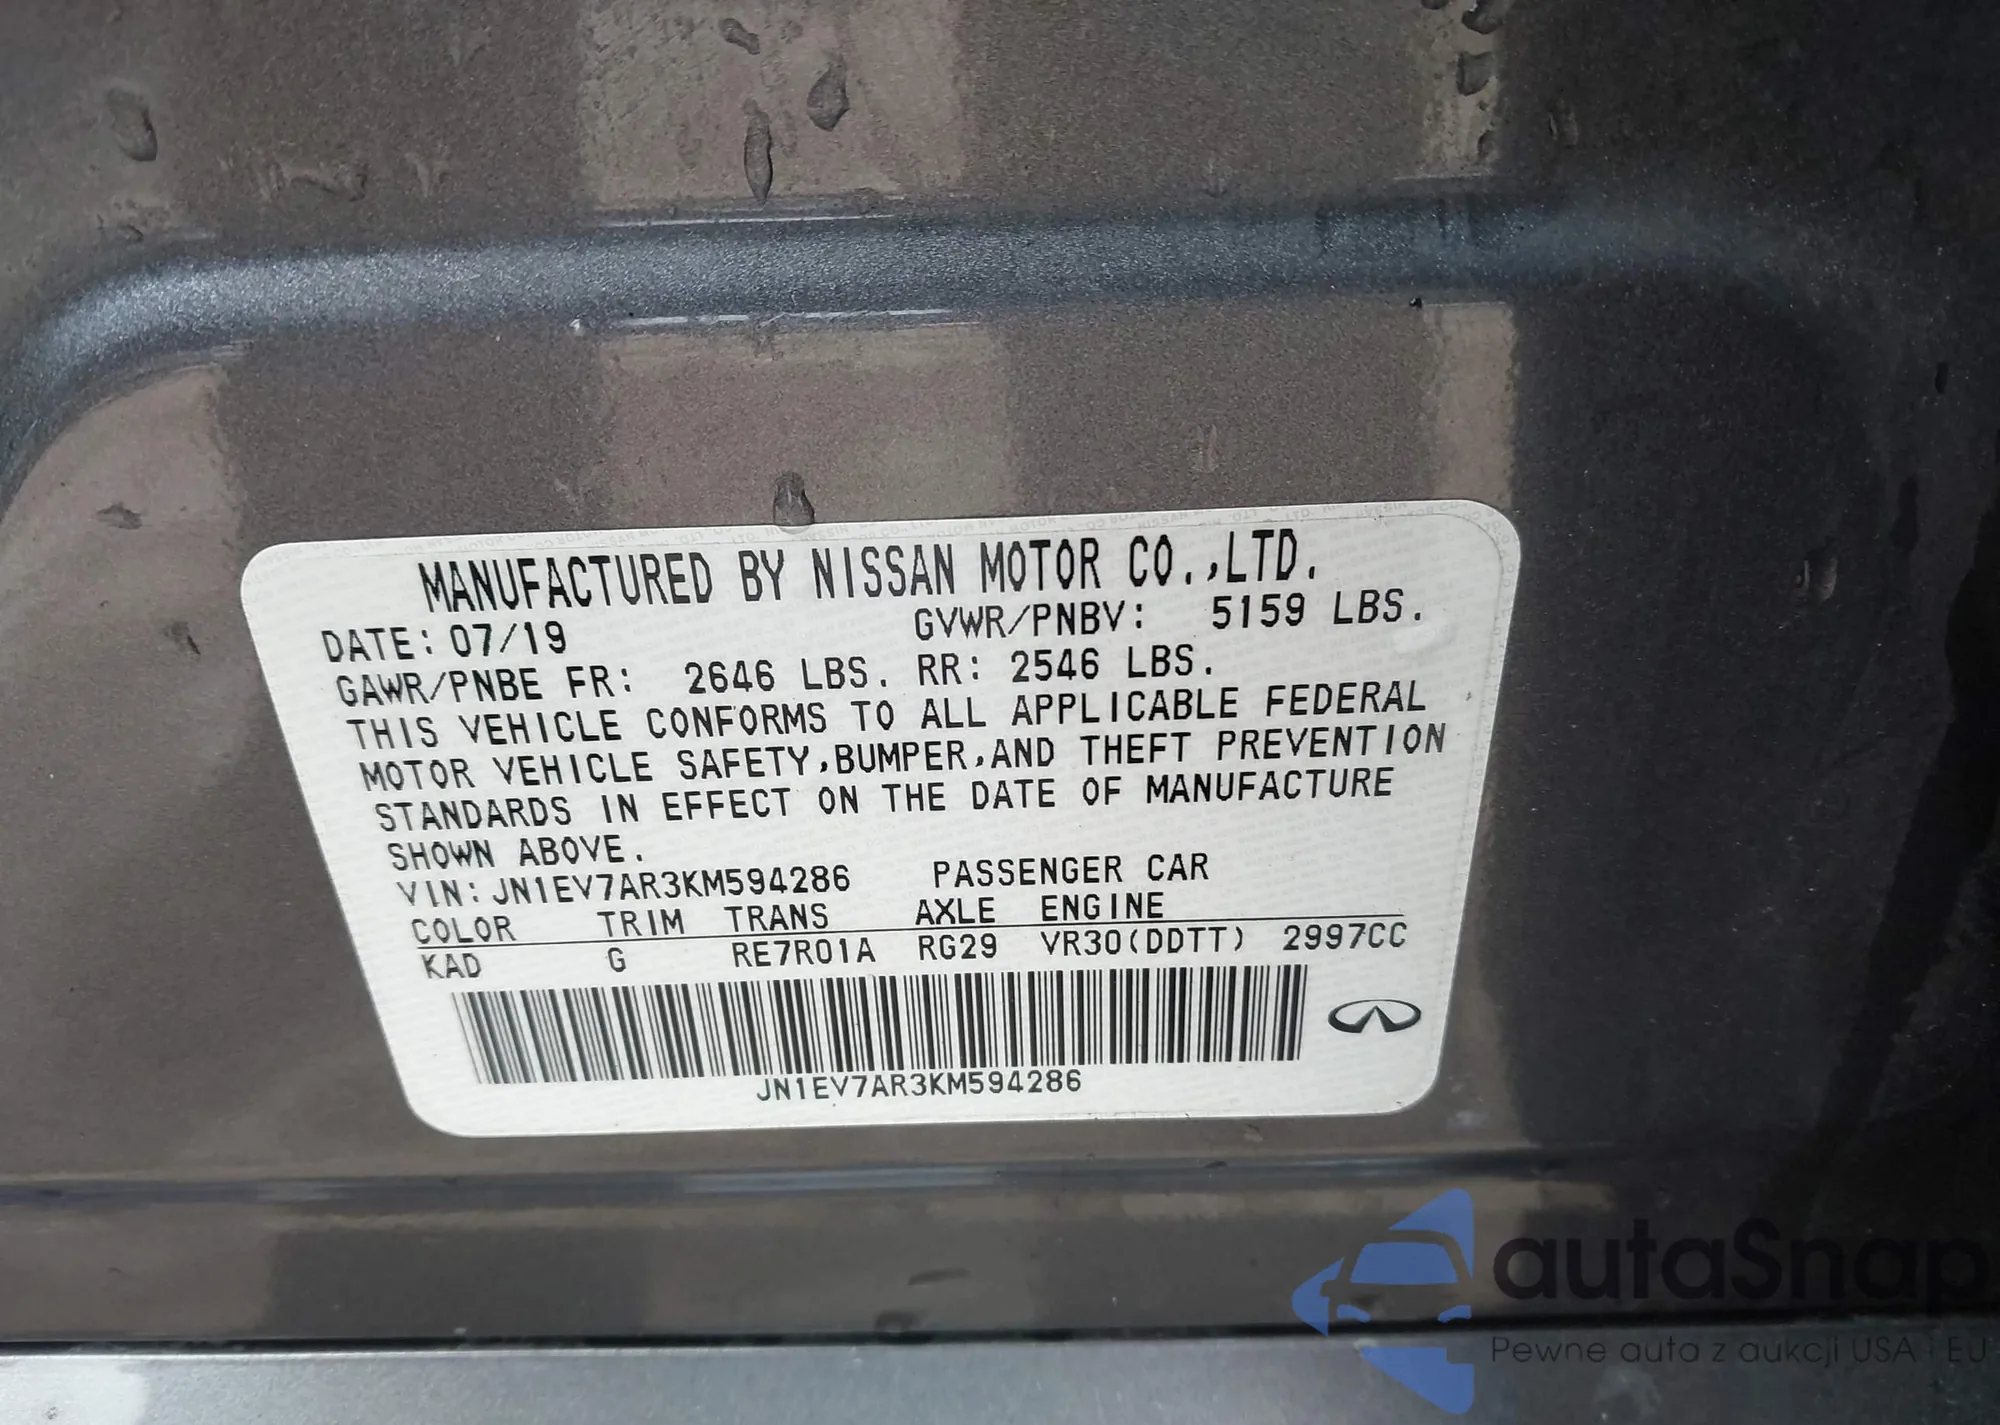 MANUFACTURED BY NISSAN MOTOR CO.,LTD.
DATE: 07/19 GVWR/PNBV: 5159 LBS.
GAWR/PNBE FR: 2646 LBS. RR: 2546 LBS.
THIS VEHICLE CONFORMS TO ALL APPLICABLE FEDERAL
MOTOR VEHICLE SAFETY,BUMPER,AND THEFT PREVENTION
STANDARDS IN EFFECT ON THE DATE OF MANUFACTURE
SHOWN ABOVE.
VIN: JN1EV7AR3KM594286 PASSENGER CAR
COLOR TRIM TRANS AXLE ENGINE
KAD G RE7R01A RG29 VR30(DDTT) 2997CC
JN1EV7AR3KM594286
autaSnap
Pewne auta z aukcji USA i EU